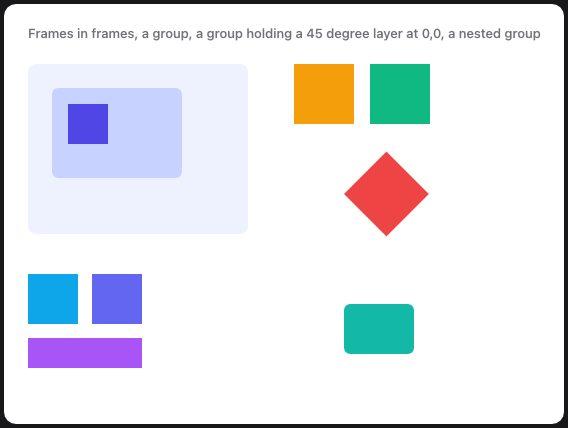 Frames in frames, a group, a group holding a 45 degree layer at 0,0, a nested group